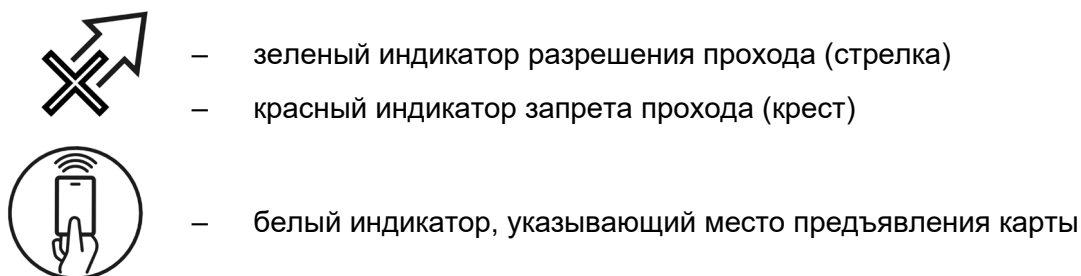 – зеленый индикатор разрешения прохода (стрелка)
– красный индикатор запрета прохода (крест)
– белый индикатор, указывающий место предъявления карты